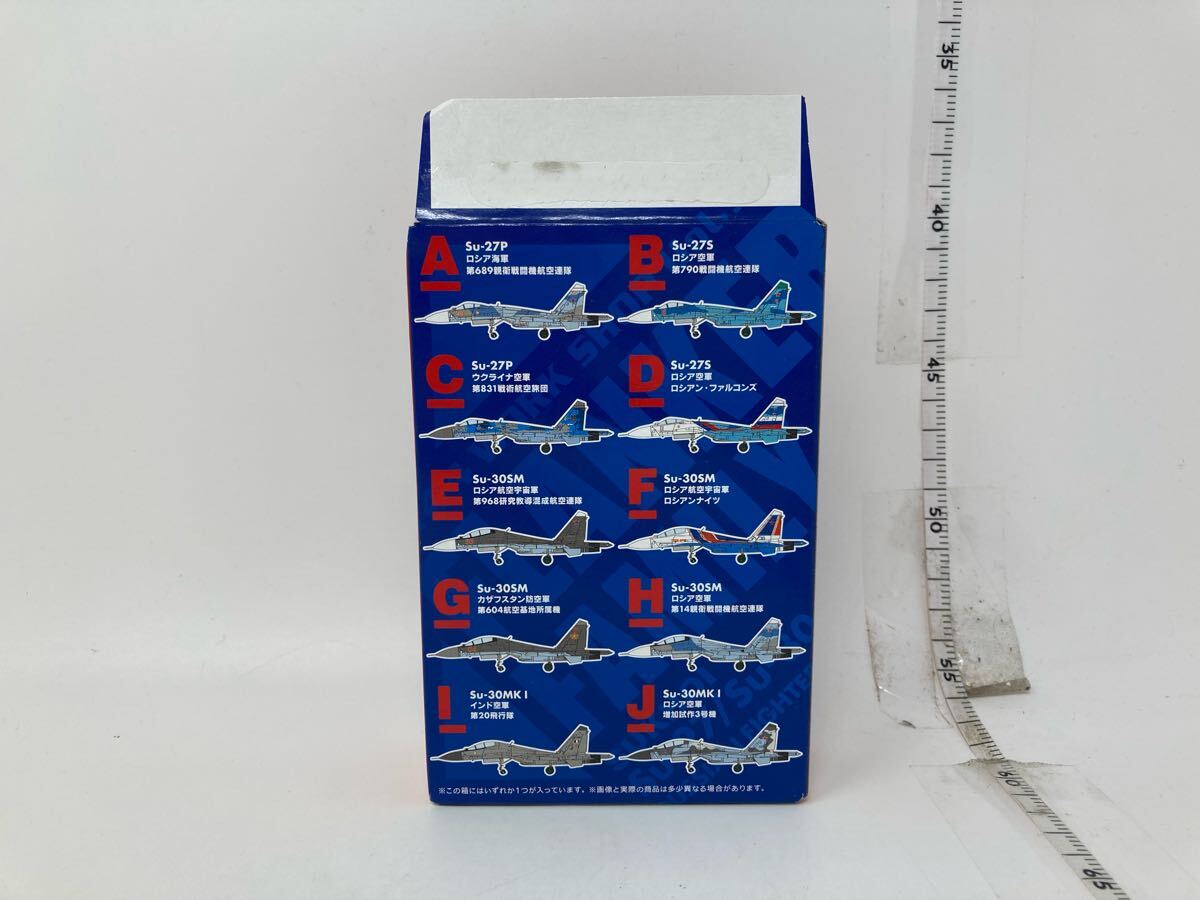 A
Su-27P
ロシア海軍
第689親衛戦闘機航空連隊
B
Su-27S
ロシア空軍
第790戦闘機航空連隊
C
Su-27P
ウクライナ空軍
第831戦術航空旅団
D
Su-27S
ロシア空軍
ロシアン・ファルコンズ
E
Su-30SM
ロシア航空宇宙軍
第968研究教導混成航空連隊
F
Su-30SM
ロシア航空宇宙軍
ロシアンナイツ
G
Su-30SM
カザフスタン防空軍
第604航空基地所属機
H
Su-30SM
ロシア空軍
第14親衛戦闘機航空連隊
I
Su-30MKI
インド空軍
第20飛行隊
J
Su-30MKI
ロシア空軍
増加試作3号機
※この箱にはいずれか1つが入っています。※画像と実際の商品は多少異なる場合があります。
35
40
45
50
55
60
65